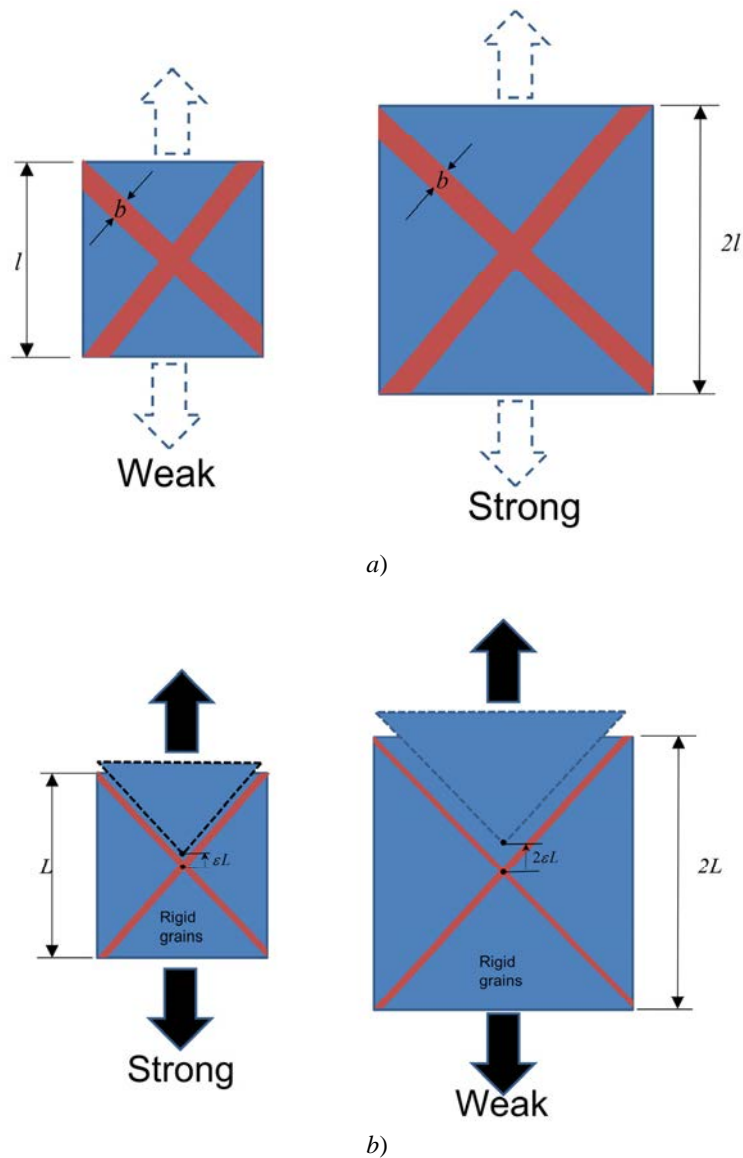 b
b
l
2l
Weak
Strong
a)
εL
2εL
L
2L
Rigid
grains
Rigid
grains
Strong
Weak
b)